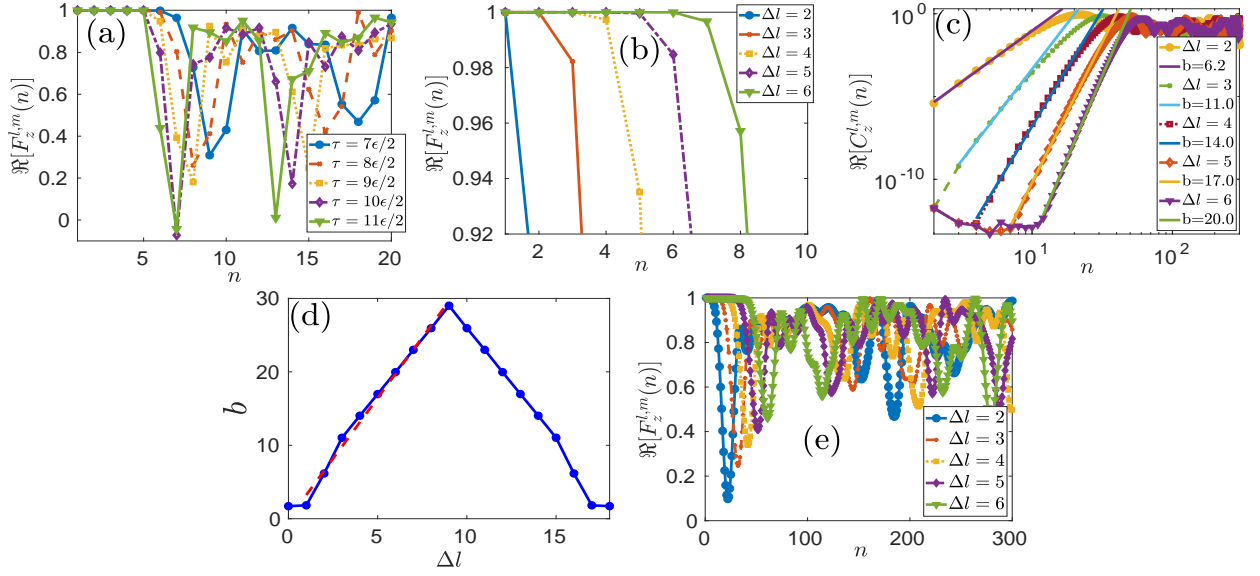 (a)
ℜ[F_z^{l,m}(n)]
1
0.8
0.6
0.4
0.2
0
5
10
15
20
n
τ = 7ϵ/2
τ = 8ϵ/2
τ = 9ϵ/2
τ = 10ϵ/2
τ = 11ϵ/2
(b)
ℜ[F_z^{l,m}(n)]
1
0.98
0.96
0.94
0.92
2
4
6
8
10
n
Δl = 2
Δl = 3
Δl = 4
Δl = 5
Δl = 6
(c)
ℜ[C_z^{l,m}(n)]
10^0
10^{-10}
10^1
10^2
n
Δl = 2
b=6.2
Δl = 3
b=11.0
Δl = 4
b=14.0
Δl = 5
b=17.0
Δl = 6
b=20.0
(d)
b
30
20
10
0
0
5
10
15
Δl
(e)
ℜ[F_z^{l,m}(n)]
1
0.8
0.6
0.4
0.2
0
0
100
200
300
n
Δl = 2
Δl = 3
Δl = 4
Δl = 5
Δl = 6